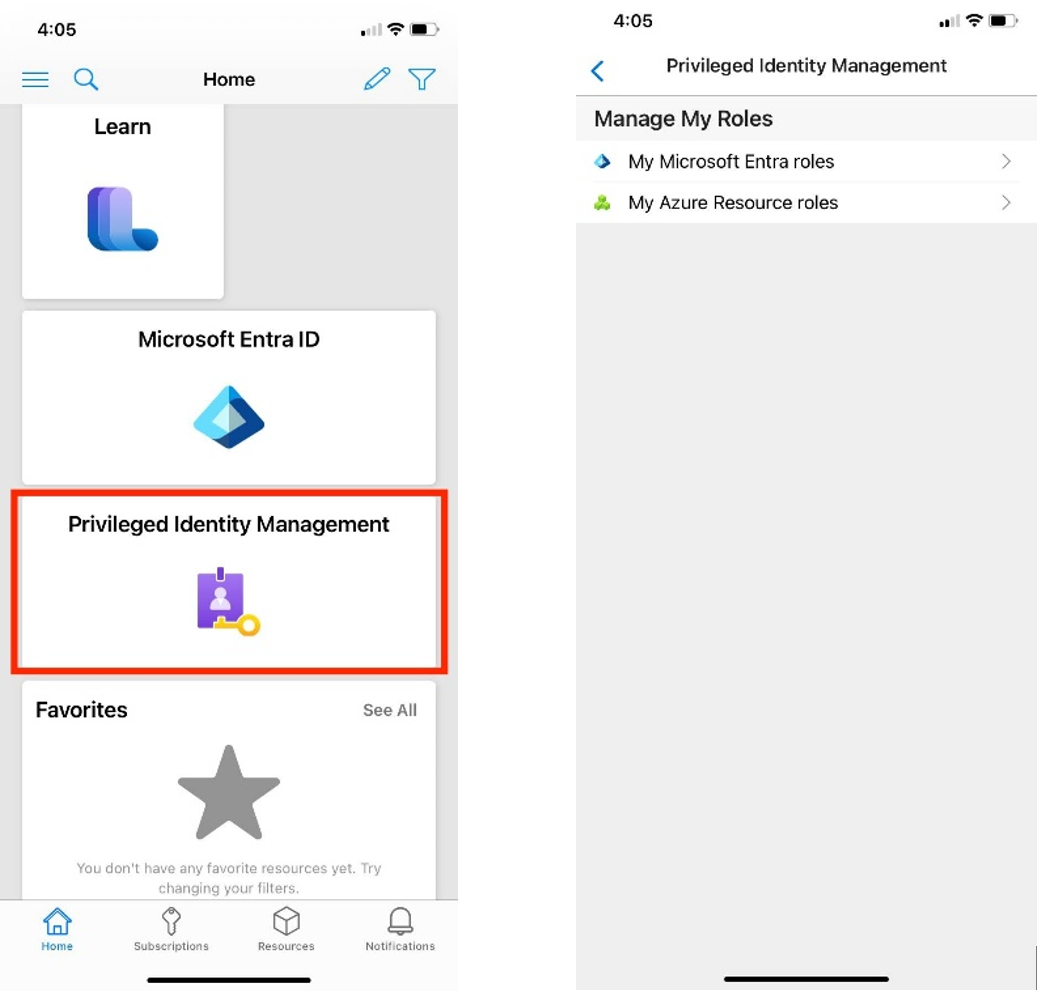 4:05
Home
Learn
Microsoft Entra ID
Privileged Identity Management
Favorites
See All
You don't have any favorite resources yet. Try
changing your filters.
Home
Subscriptions
Resources
Notifications
4:05
Privileged Identity Management
Manage My Roles
My Microsoft Entra roles
My Azure Resource roles